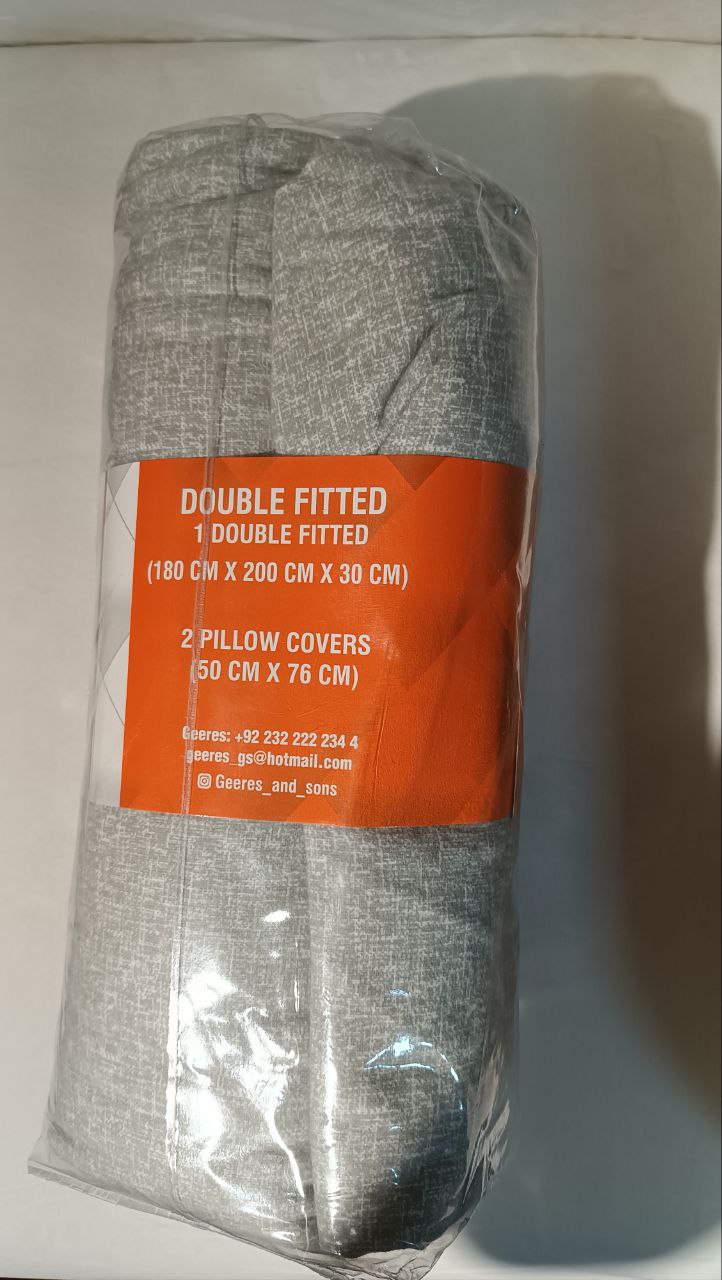 DOUBLE FITTED
1 DOUBLE FITTED
(180 CM X 200 CM X 30 CM)
2 PILLOW COVERS
(50 CM X 76 CM)
Geeres: +92 232 222 234 4
geeres_gs@hotmail.com
Geeres_and_sons